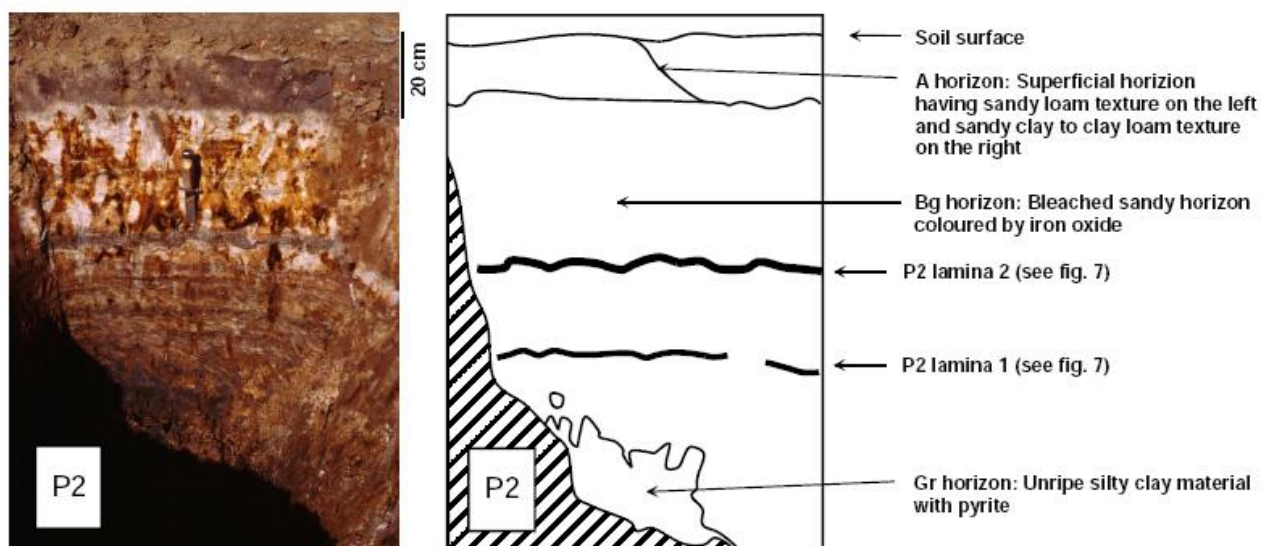 P2
20 cm
P2
Soil surface
A horizon: Superficial horizion
having sandy loam texture on the left
and sandy clay to clay loam texture
on the right
Bg horizon: Bleached sandy horizon
coloured by iron oxide
P2 lamina 2 (see fig. 7)
P2 lamina 1 (see fig. 7)
Gr horizon: Unripe silty clay material
with pyrite